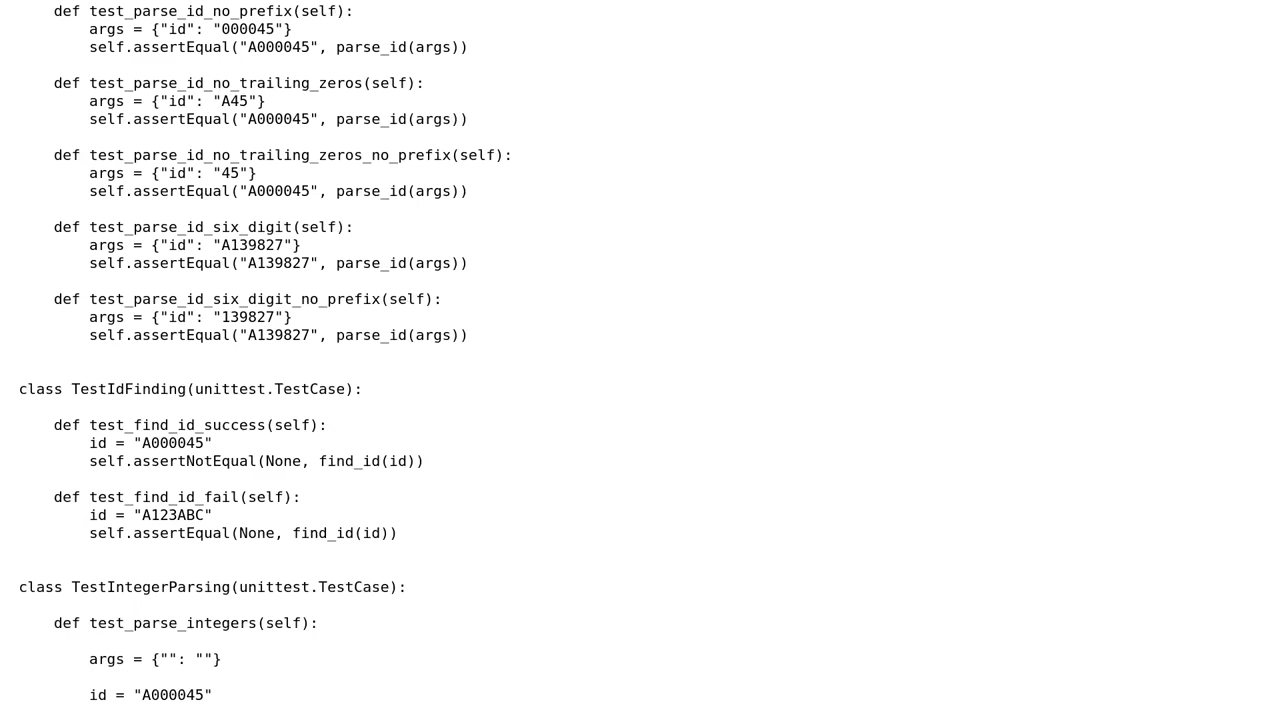 def test_parse_id_no_prefix(self):
        args = {"id": "000045"}
        self.assertEqual("A000045", parse_id(args))

    def test_parse_id_no_trailing_zeros(self):
        args = {"id": "A45"}
        self.assertEqual("A000045", parse_id(args))

    def test_parse_id_no_trailing_zeros_no_prefix(self):
        args = {"id": "45"}
        self.assertEqual("A000045", parse_id(args))

    def test_parse_id_six_digit(self):
        args = {"id": "A139827"}
        self.assertEqual("A139827", parse_id(args))

    def test_parse_id_six_digit_no_prefix(self):
        args = {"id": "139827"}
        self.assertEqual("A139827", parse_id(args))


class TestIdFinding(unittest.TestCase):

    def test_find_id_success(self):
        id = "A000045"
        self.assertNotEqual(None, find_id(id))

    def test_find_id_fail(self):
        id = "A123ABC"
        self.assertEqual(None, find_id(id))


class TestIntegerParsing(unittest.TestCase):

    def test_parse_integers(self):

        args = {"": ""}

        id = "A000045"